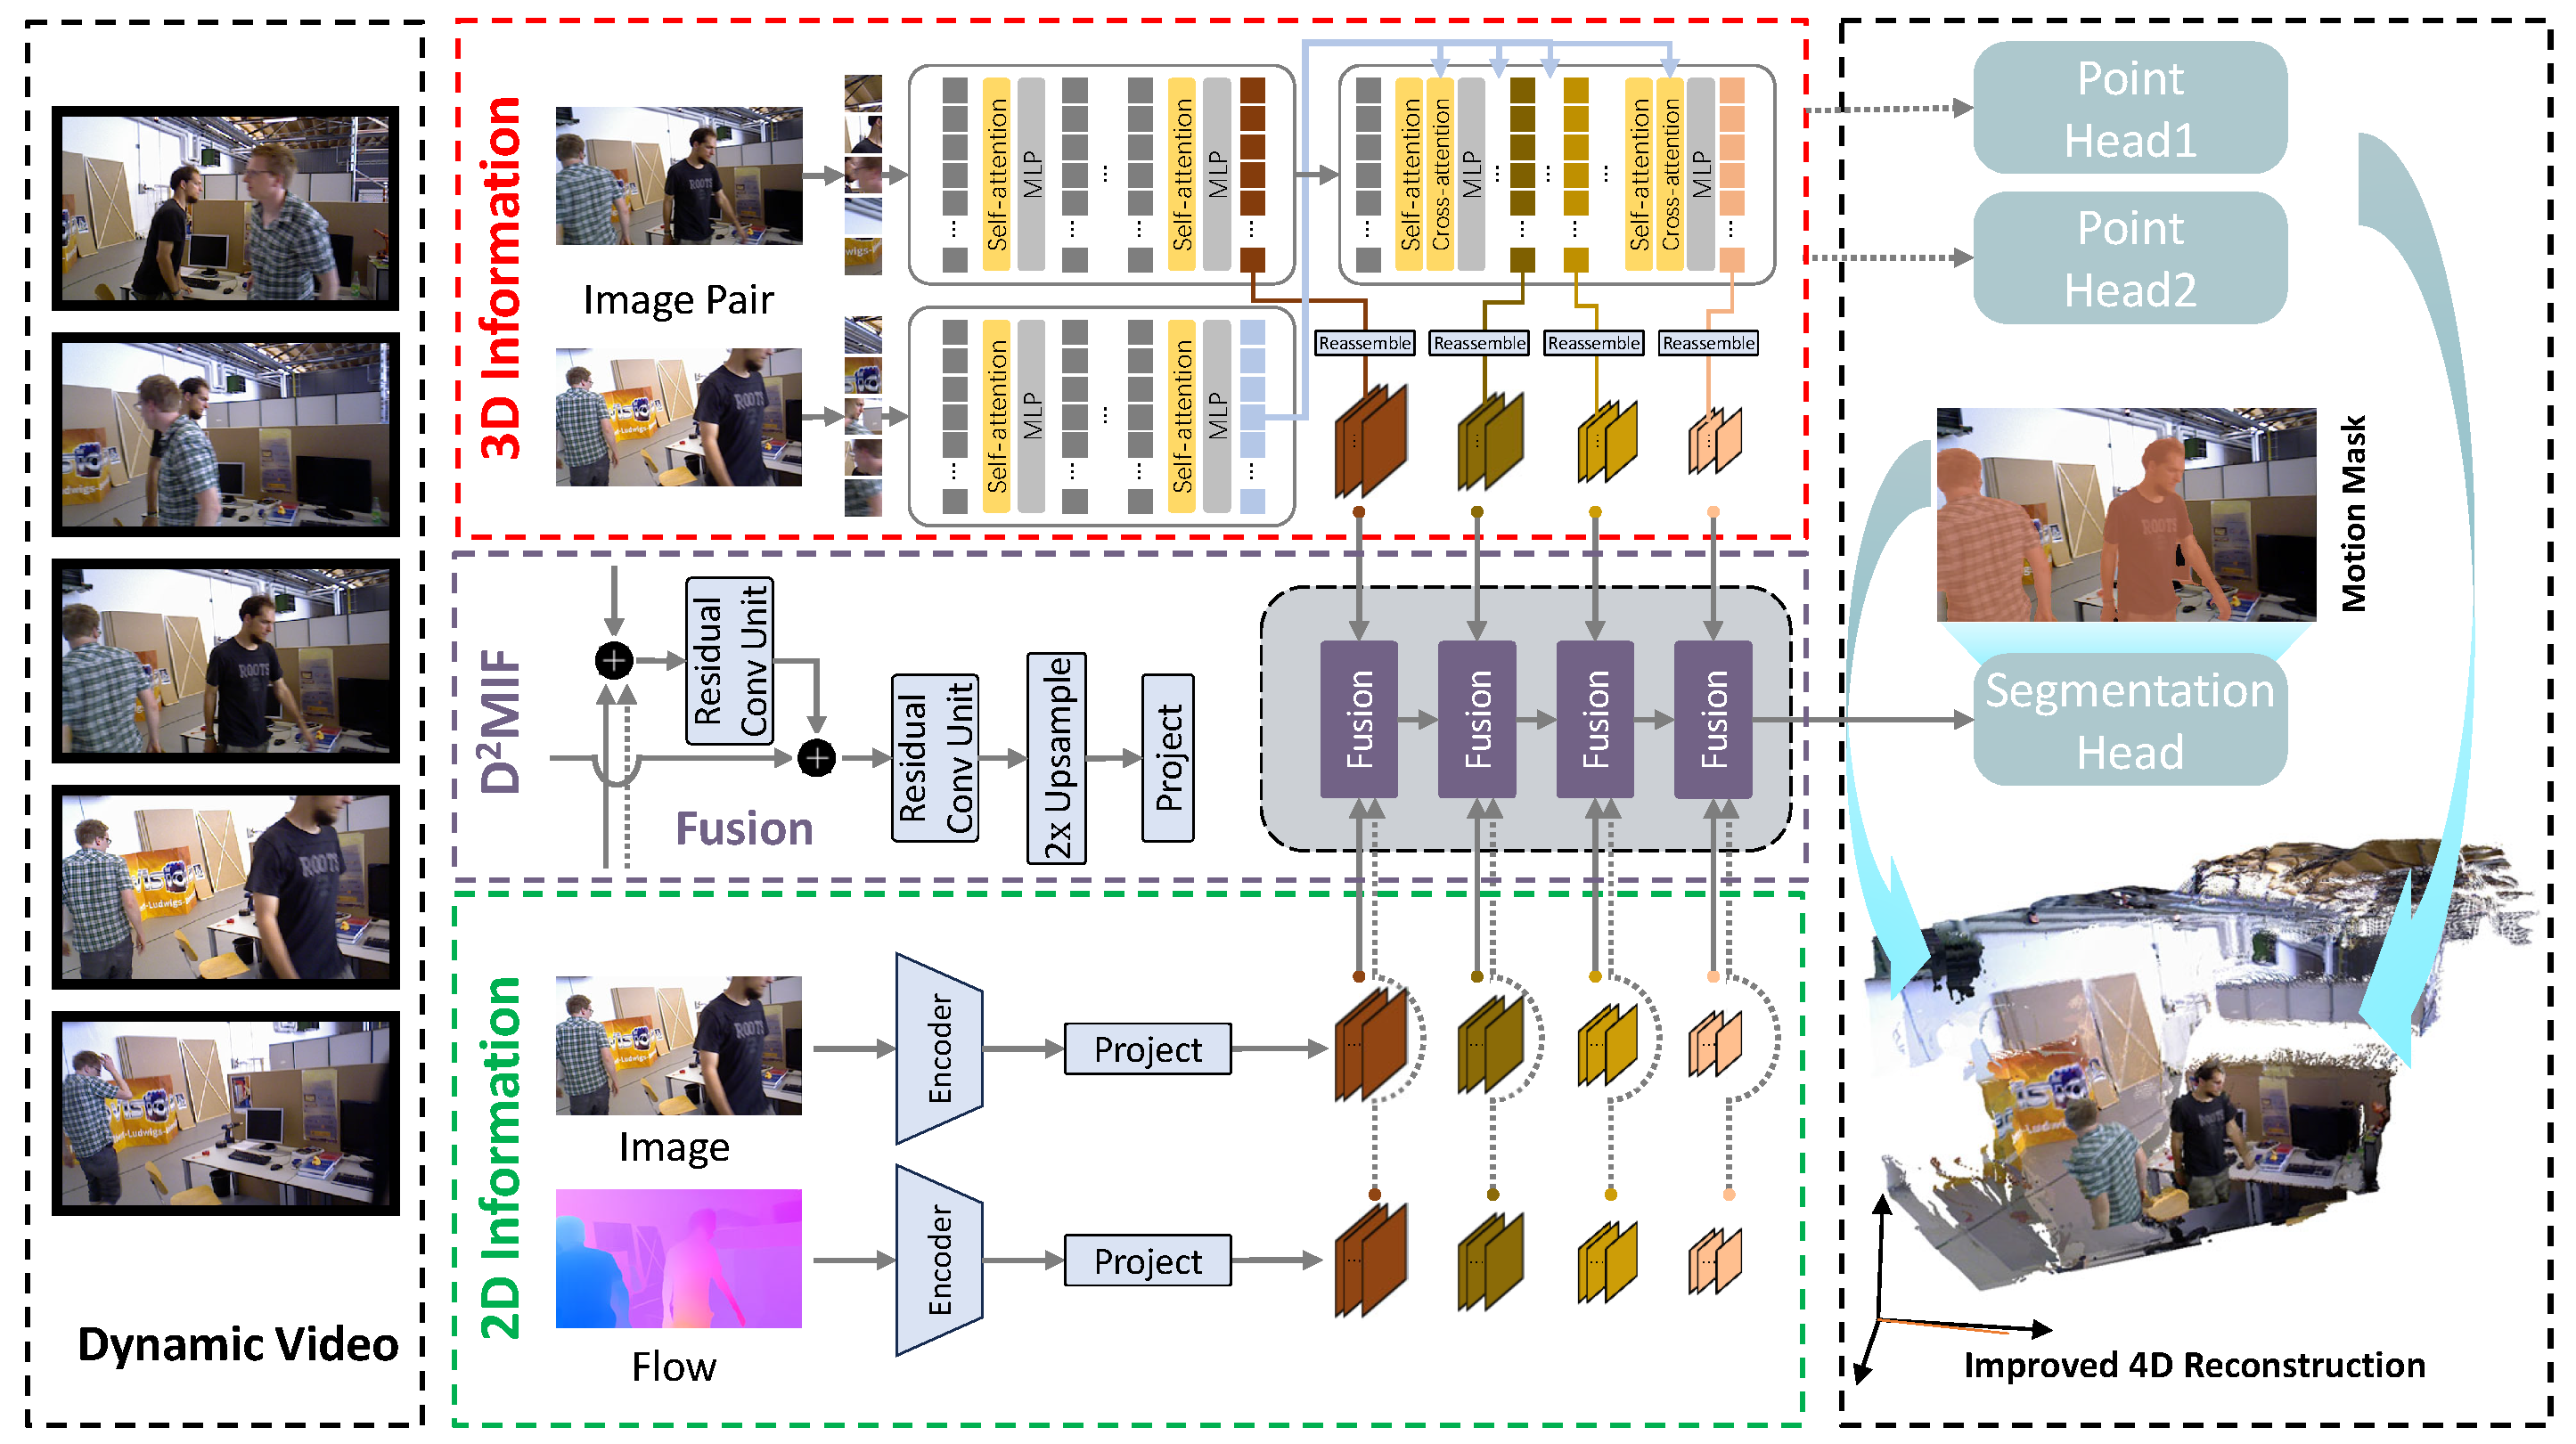 Dynamic Video
3D Information
Image Pair
Self-attention
MLP
...
Self-attention
MLP
...
...
...
...
Self-attention
Cross-attention
MLP
...
...
...
Self-attention
Cross-attention
MLP
...
...
...
...
Self-attention
MLP
...
Self-attention
MLP
...
...
...
...
Reassemble
Reassemble
Reassemble
Reassemble
D²MIF
Residual
Conv Unit
Residual
Conv Unit
2x Upsample
Project
Fusion
Fusion
Fusion
Fusion
Fusion
2D Information
Image
Encoder
Project
Flow
Encoder
Project
Point
Head1
Point
Head2
Motion Mask
Segmentation
Head
Improved 4D Reconstruction
ROOTS